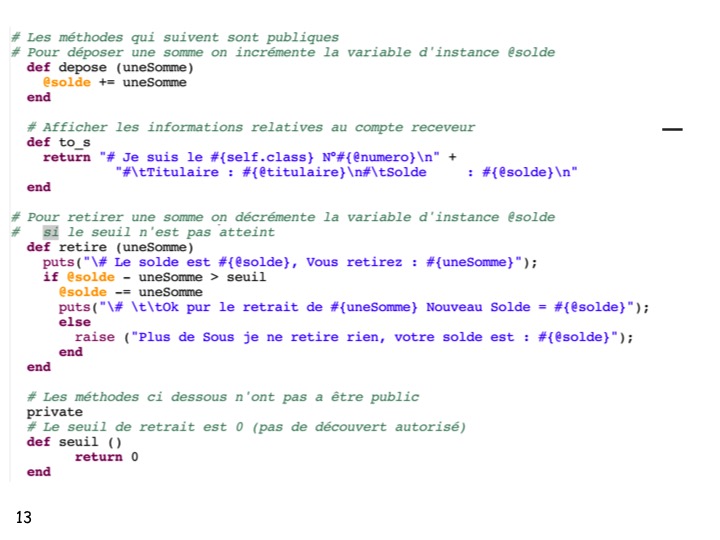 # Les méthodes qui suivent sont publiques
# Pour déposer une somme on incrémente la variable d'instance @solde
def depose (uneSomme)
@solde += uneSomme
end
# Afficher les informations relatives au compte receveur
def to_s
return "# Je suis le #{self.class} N°#{@numero}\n" +
"#\tTitulaire : #{@titulaire}\n#\tSolde     : #{@solde}\n"
end
# Pour retirer une somme on décrémente la variable d'instance @solde
#   si le seuil n'est pas atteint
def retire (uneSomme)
puts("\# Le solde est #{@solde}, Vous retirez : #{uneSomme}");
if @solde - uneSomme > seuil
@solde -= uneSomme
puts("\# \t\tOk pur le retrait de #{uneSomme} Nouveau Solde = #{@solde}");
else
raise ("Plus de Sous je ne retire rien, votre solde est : #{@solde}");
end
end
# Les méthodes ci dessous n'ont pas a être public
private
# Le seuil de retrait est 0 (pas de découvert autorisé)
def seuil ()
return 0
end
13